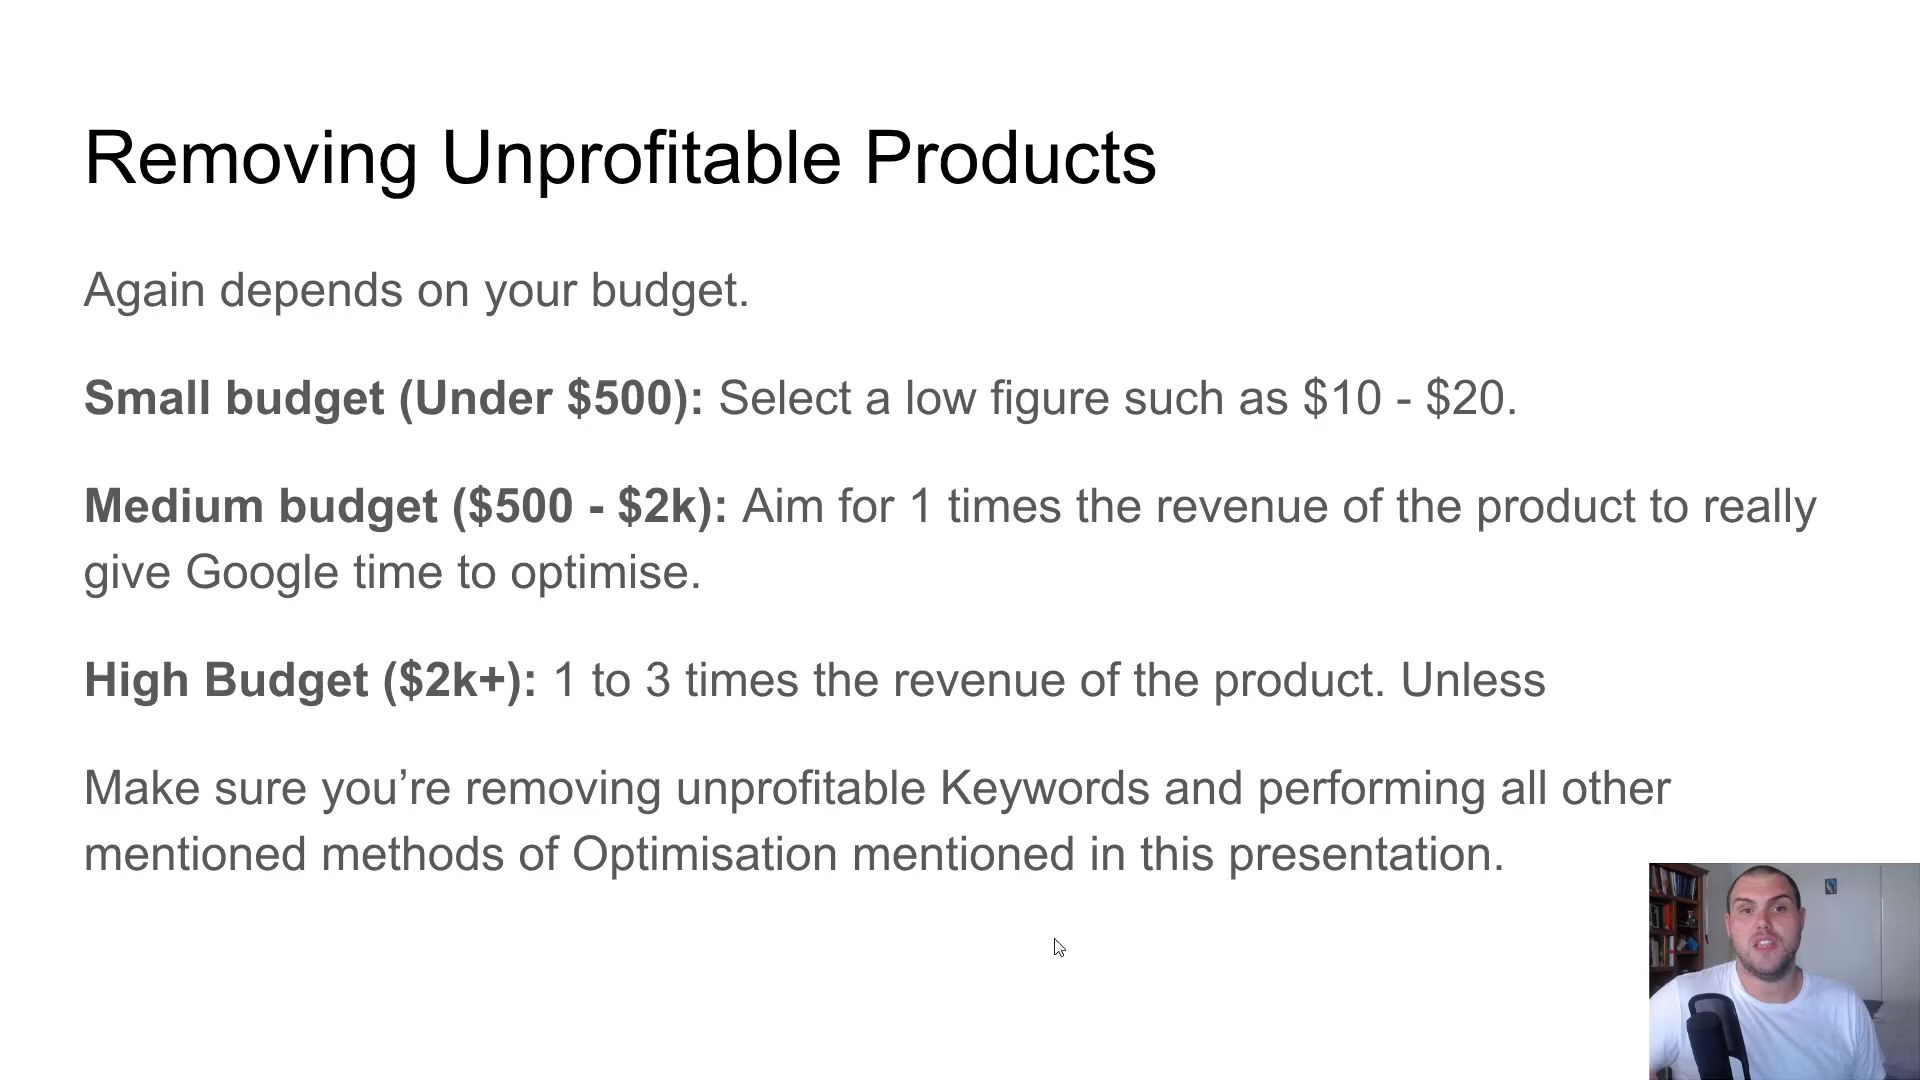 Removing Unprofitable Products
Again depends on your budget.
Small budget (Under $500): Select a low figure such as $10 - $20.
Medium budget ($500 - $2k): Aim for 1 times the revenue of the product to really
give Google time to optimise.
High Budget ($2k+): 1 to 3 times the revenue of the product. Unless
Make sure you’re removing unprofitable Keywords and performing all other
mentioned methods of Optimisation mentioned in this presentation.